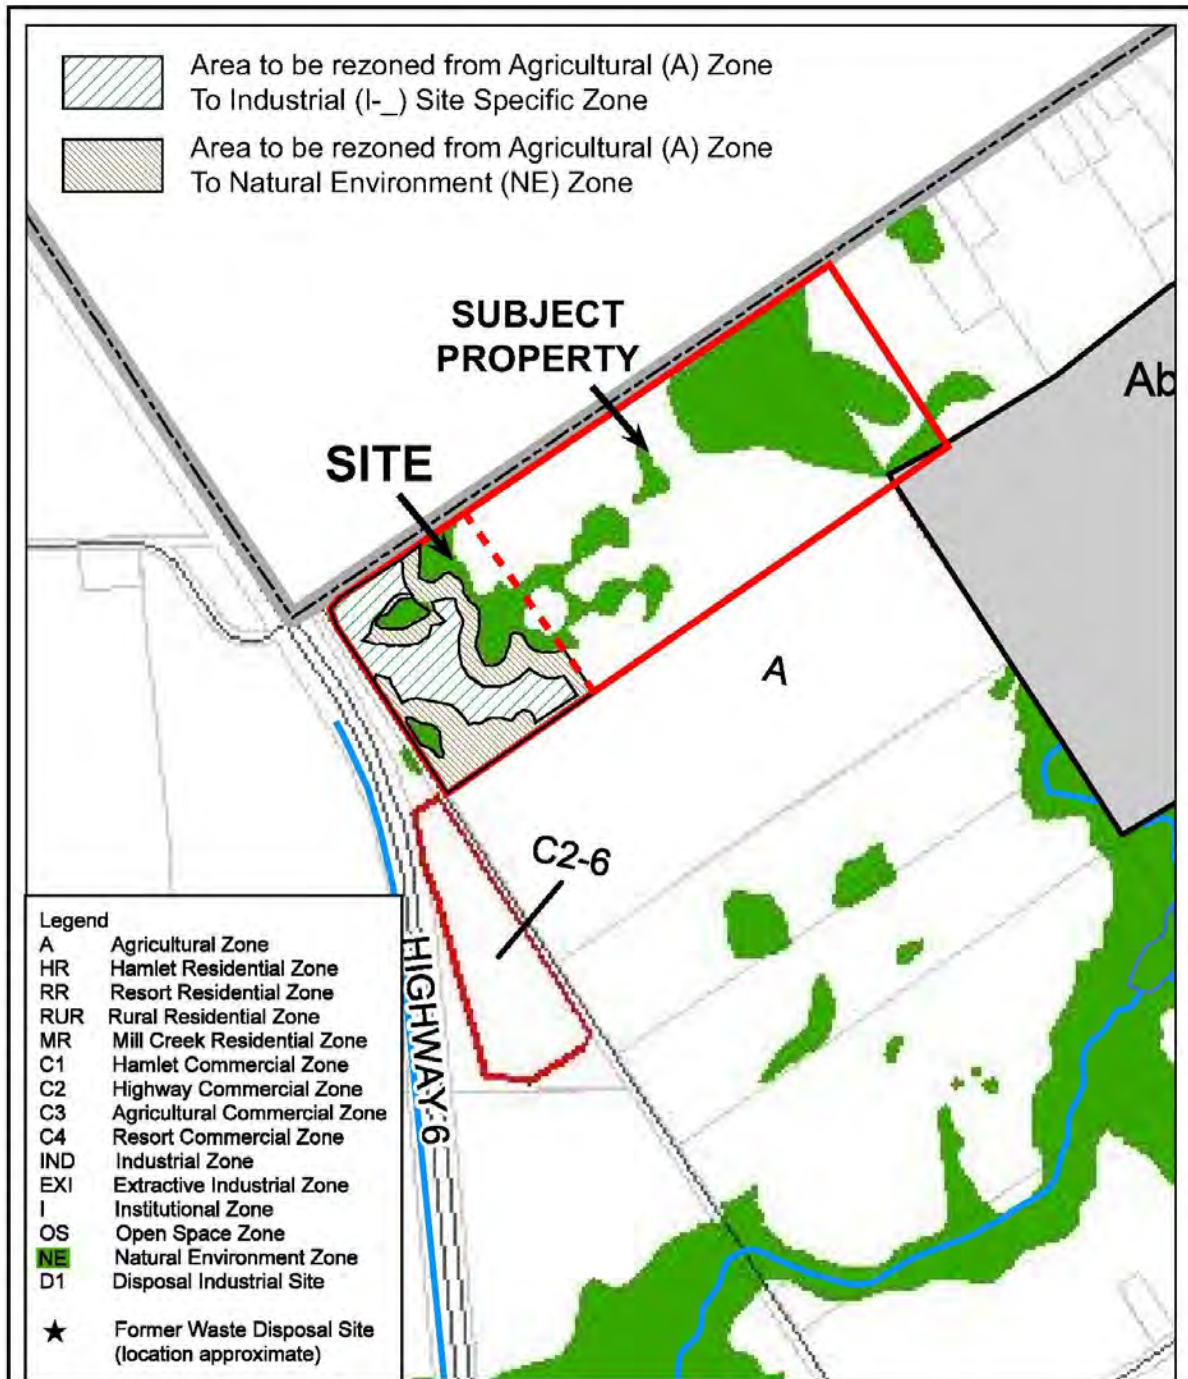 Area to be rezoned from Agricultural (A) Zone
To Industrial (I-_) Site Specific Zone
Area to be rezoned from Agricultural (A) Zone
To Natural Environment (NE) Zone
SUBJECT
PROPERTY
Ab
SITE
A
C2-6
HIGHWAY 6
Legend
A Agricultural Zone
HR Hamlet Residential Zone
RR Resort Residential Zone
RUR Rural Residential Zone
MR Mill Creek Residential Zone
C1 Hamlet Commercial Zone
C2 Highway Commercial Zone
C3 Agricultural Commercial Zone
C4 Resort Commercial Zone
IND Industrial Zone
EXI Extractive Industrial Zone
I Institutional Zone
OS Open Space Zone
NE Natural Environment Zone
D1 Disposal Industrial Site
Former Waste Disposal Site
(location approximate)